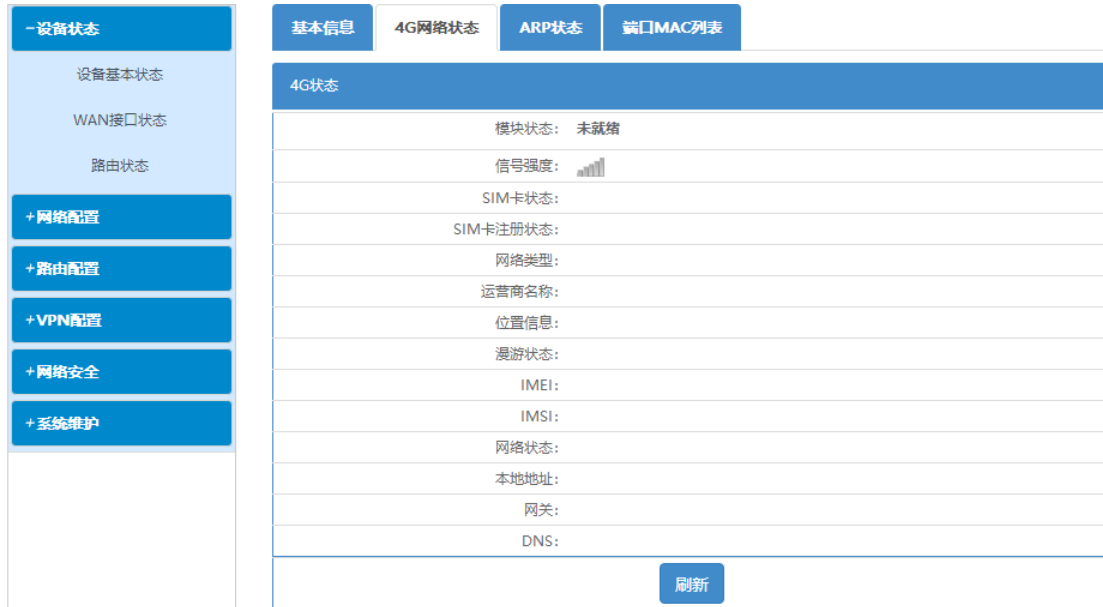 -设备状态
设备基本状态
WAN接口状态
路由状态
+网络配置
+路由配置
+VPN配置
+网络安全
+系统维护
基本信息
4G网络状态
ARP状态
端口MAC列表
4G状态
模块状态: 未就绪
信号强度:
SIM卡状态:
SIM卡注册状态:
网络类型:
运营商名称:
位置信息:
漫游状态:
IMEI:
IMSI:
网络状态:
本地地址:
网关:
DNS:
刷新